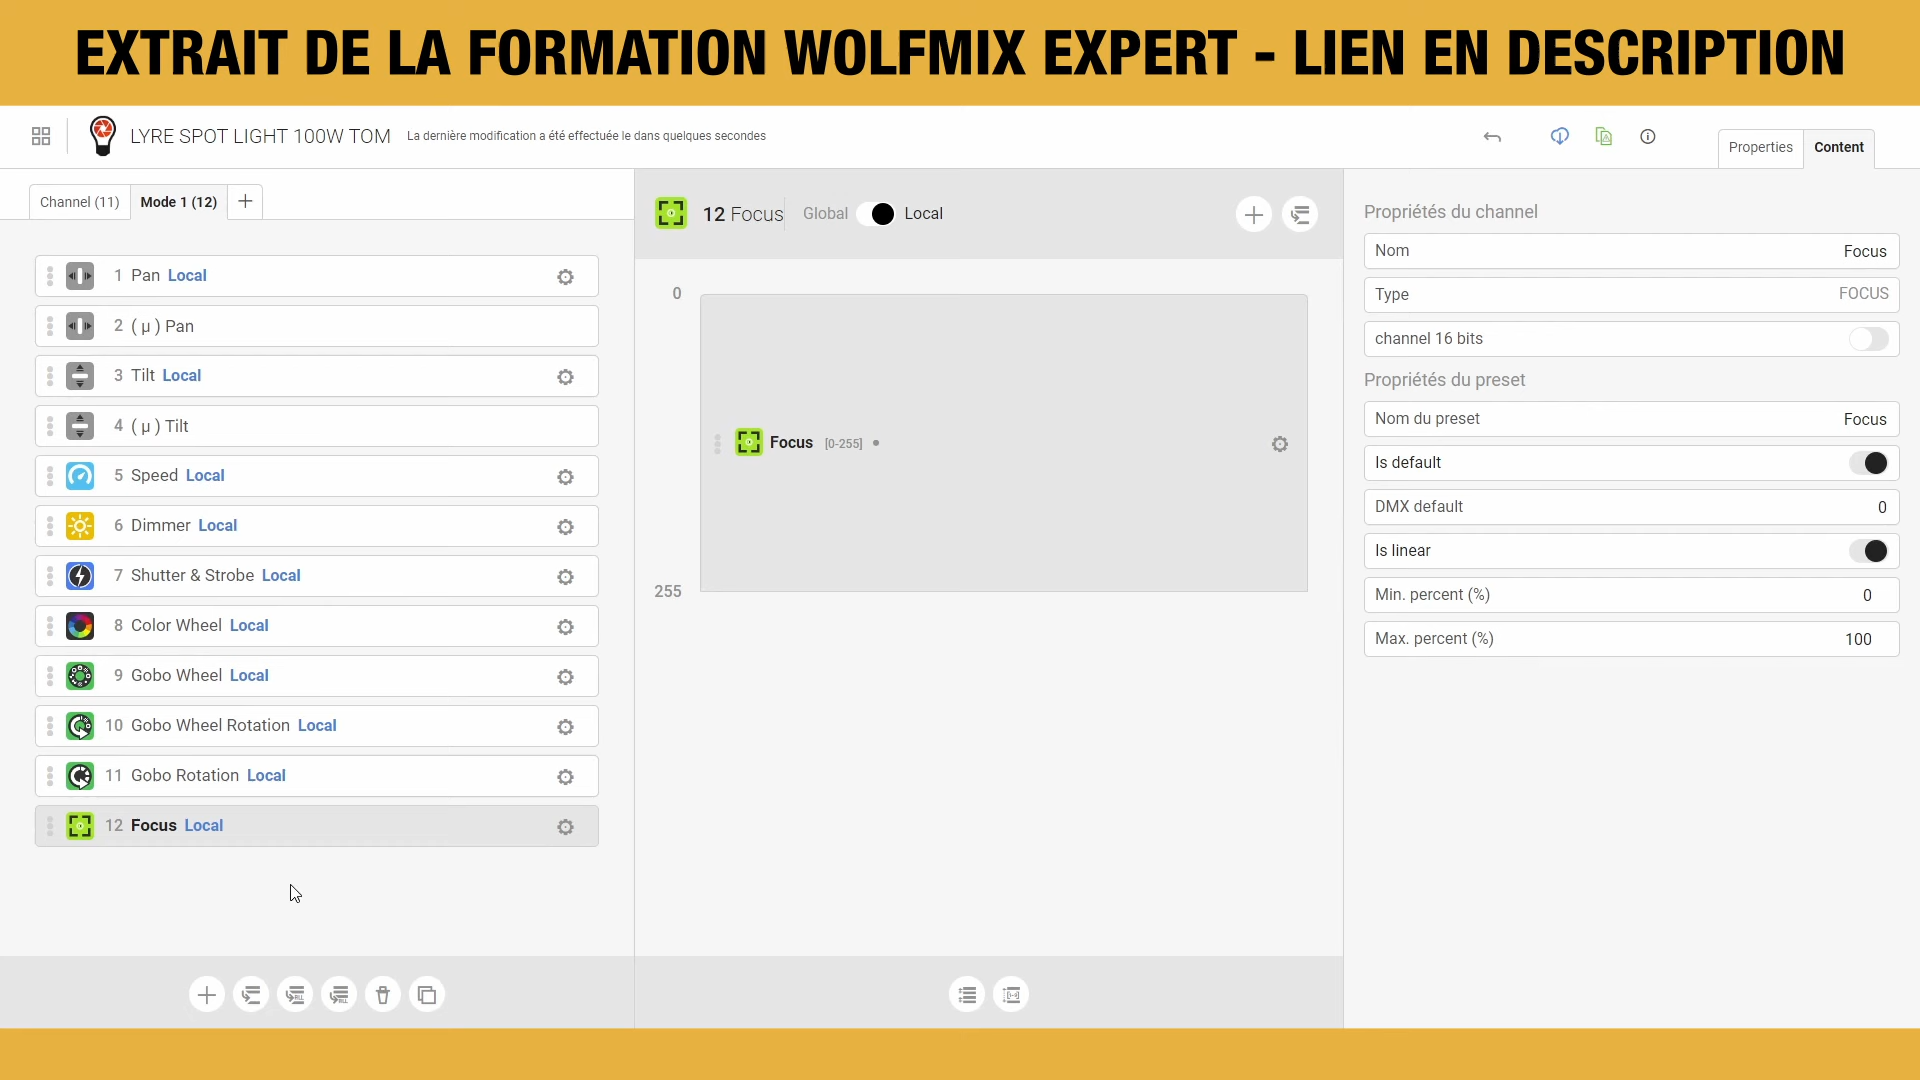 EXTRAIT DE LA FORMATION WOLFMIX EXPERT - LIEN EN DESCRIPTION
LYRE SPOT LIGHT 100W TOM
La dernière modification a été effectuée le dans quelques secondes
Properties
Content
Channel (11)
Mode 1 (12)
1 Pan Local
2 ( µ ) Pan
3 Tilt Local
4 ( µ ) Tilt
5 Speed Local
6 Dimmer Local
7 Shutter & Strobe Local
8 Color Wheel Local
9 Gobo Wheel Local
10 Gobo Wheel Rotation Local
11 Gobo Rotation Local
12 Focus Local
12 Focus
Global
Local
0
Focus [0-255]
255
Propriétés du channel
Nom Focus
Type FOCUS
channel 16 bits
Propriétés du preset
Nom du preset Focus
Is default
DMX default 0
Is linear
Min. percent (%) 0
Max. percent (%) 100